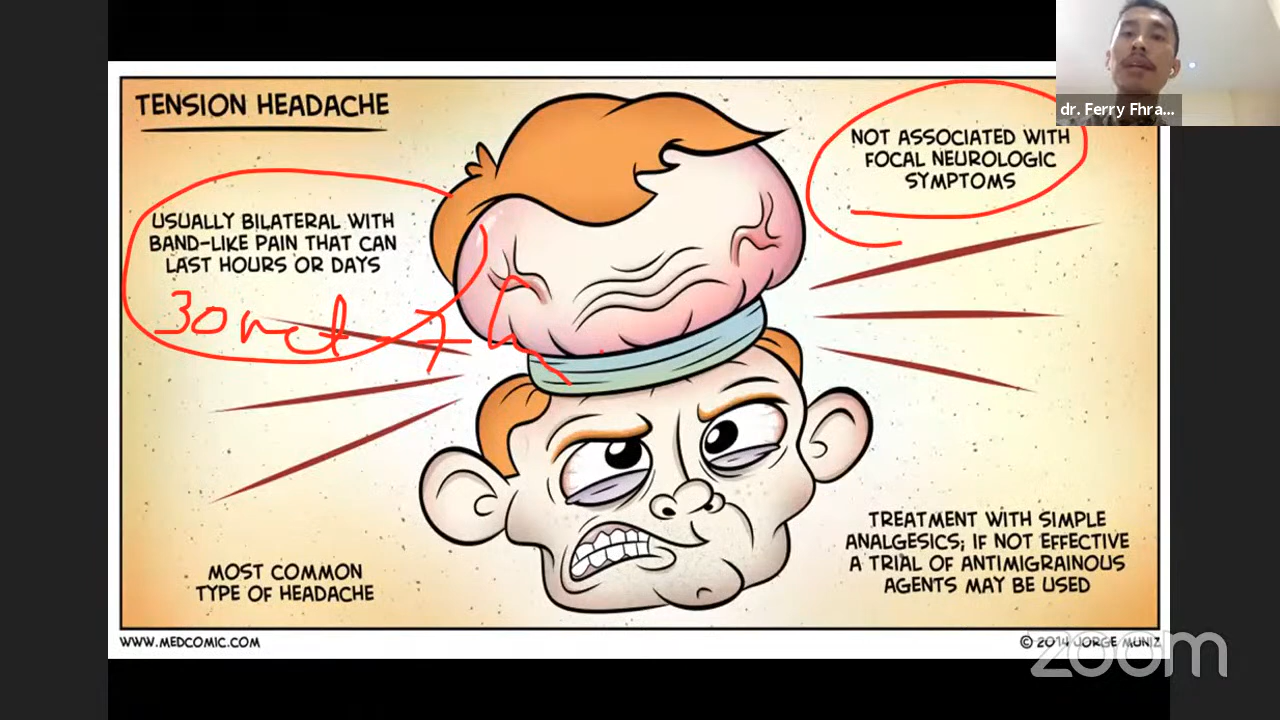 TENSION HEADACHE
USUALLY BILATERAL WITH
BAND-LIKE PAIN THAT CAN
LAST HOURS OR DAYS
30
7
NOT ASSOCIATED WITH
FOCAL NEUROLOGIC
SYMPTOMS
dr. Ferry Fhra...
MOST COMMON
TYPE OF HEADACHE
TREATMENT WITH SIMPLE
ANALGESICS; IF NOT EFFECTIVE
A TRIAL OF ANTIMIGRAINOUS
AGENTS MAY BE USED
WWW.MEDCOMIC.COM
© 2014 JORGE MUNIZ
zoom